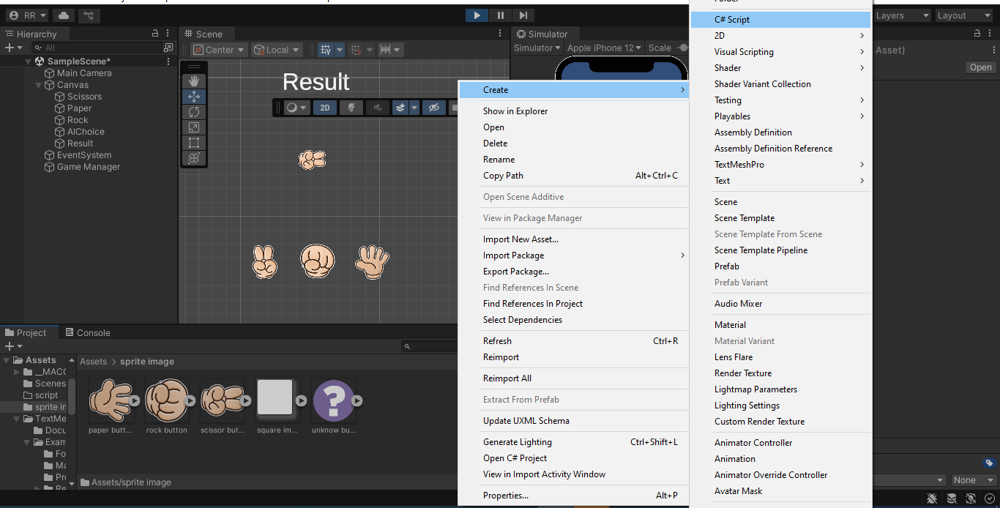 RR
Layers
Layout
Hierarchy
All
SampleScene*
Main Camera
Canvas
Scissors
Paper
Rock
AIChoice
Result
EventSystem
Game Manager
Scene
Center
Local
2D
Result
Simulator
Simulator
Apple iPhone 12
Scale
Asset)
Open
Create
Show in Explorer
Open
Delete
Rename
Copy Path Alt+Ctrl+C
Open Scene Additive
View in Package Manager
Import New Asset...
Import Package
Export Package...
Find References In Scene
Find References In Project
Select Dependencies
Refresh Ctrl+R
Reimport
Reimport All
Extract From Prefab
Update UXML Schema
Generate Lighting Ctrl+Shift+L
Open C# Project
View in Import Activity Window
Properties... Alt+P
Folder
C# Script
2D
Visual Scripting
Shader
Shader Variant Collection
Testing
Playables
Assembly Definition
Assembly Definition Reference
TextMeshPro
Text
Scene
Scene Template
Scene Template From Scene
Scene Template Pipeline
Prefab
Prefab Variant
Audio Mixer
Material
Material Variant
Lens Flare
Render Texture
Lightmap Parameters
Lighting Settings
Custom Render Texture
Animator Controller
Animation
Animator Override Controller
Avatar Mask
Project
Console
Assets
__MACO
Scenes
script
sprite in
TextMe
Docu
Exam
Fo
Ma
Pre
Assets > sprite image
paper butt...
rock button
scissor but...
square im...
unknow bu...
Assets/sprite image
None